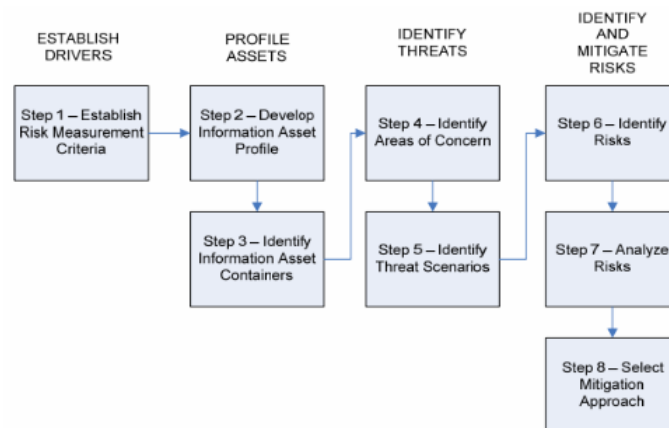 ESTABLISH
DRIVERS
PROFILE
ASSETS
IDENTIFY
THREATS
IDENTIFY
AND
MITIGATE
RISKS
Step 1 – Establish
Risk Measurement
Criteria
Step 2 – Develop
Information Asset
Profile
Step 3 – Identify
Information Asset
Containers
Step 4 – Identify
Areas of Concern
Step 5 – Identify
Threat Scenarios
Step 6 – Identify
Risks
Step 7 – Analyze
Risks
Step 8 – Select
Mitigation
Approach